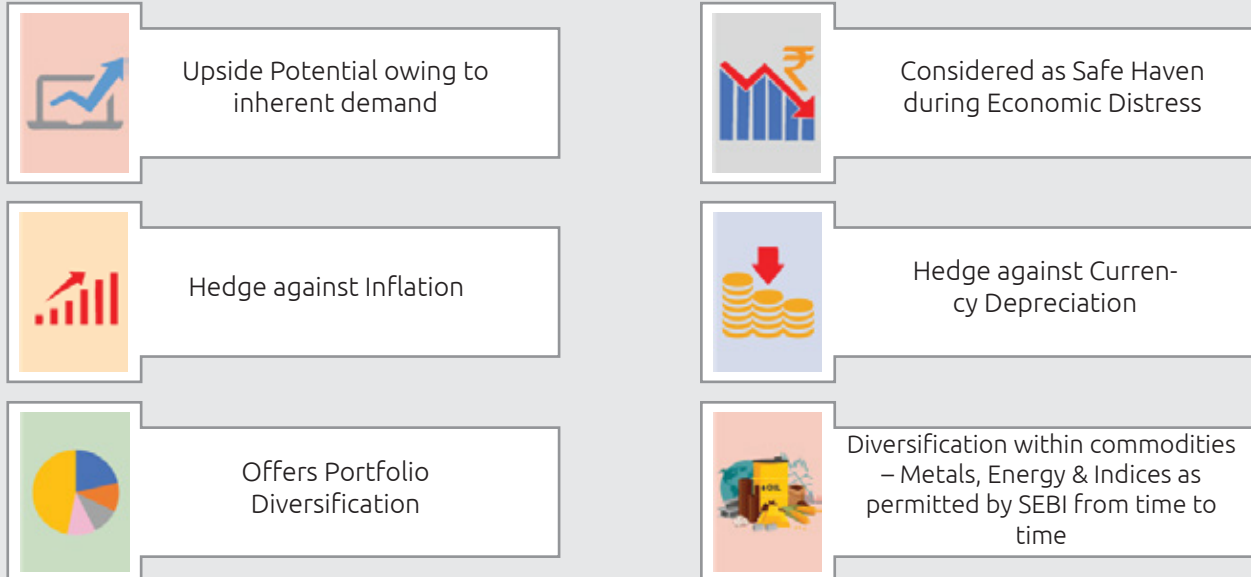 Upside Potential owing to
inherent demand
Considered as Safe Haven
during Economic Distress
Hedge against Inflation
Hedge against Curren-
cy Depreciation
Offers Portfolio
Diversification
Diversification within commodities
– Metals, Energy & Indices as
permitted by SEBI from time to
time
₹
OIL